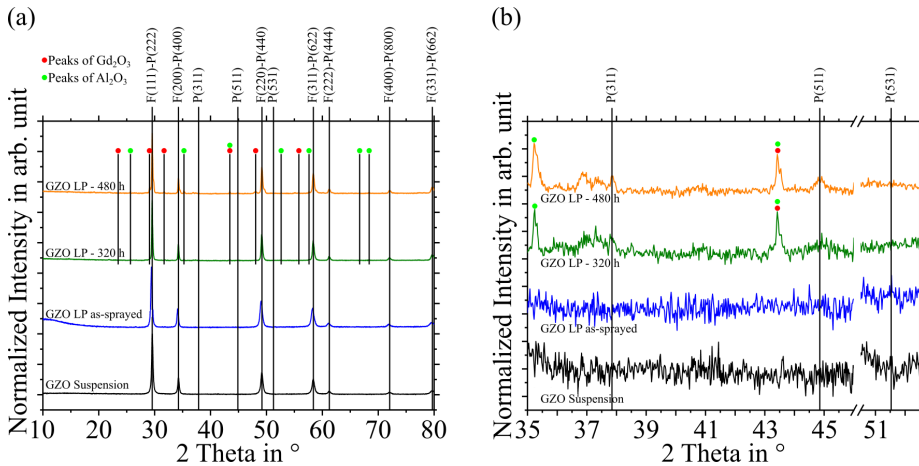 (a)
Peaks of Gd₂O₃
Peaks of Al₂O₃
F(111)-P(222)
F(200)-P(400)
P(311)
P(511)
F(220)-P(440)
P(531)
F(311)-P(622)
F(222)-P(444)
F(400)-P(800)
F(331)-P(662)
Normalized Intensity in arb. unit
GZO LP - 480 h
GZO LP - 320 h
GZO LP as-sprayed
GZO Suspension
10 20 30 40 50 60 70 80
2 Theta in °
(b)
P(311)
P(511)
P(531)
Normalized Intensity in arb. unit
GZO LP - 480 h
GZO LP - 320 h
GZO LP as-sprayed
GZO Suspension
35 37 39 41 43 45 51
2 Theta in °